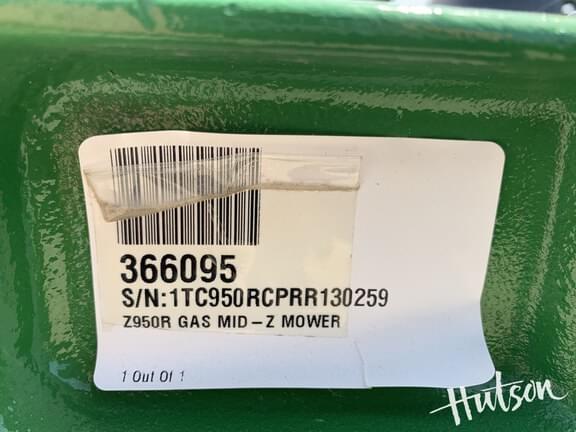 366095
S/N:1TC950RCPRR130259
Z950R GAS MID-Z MOWER
1 Out Of 1
Hutson